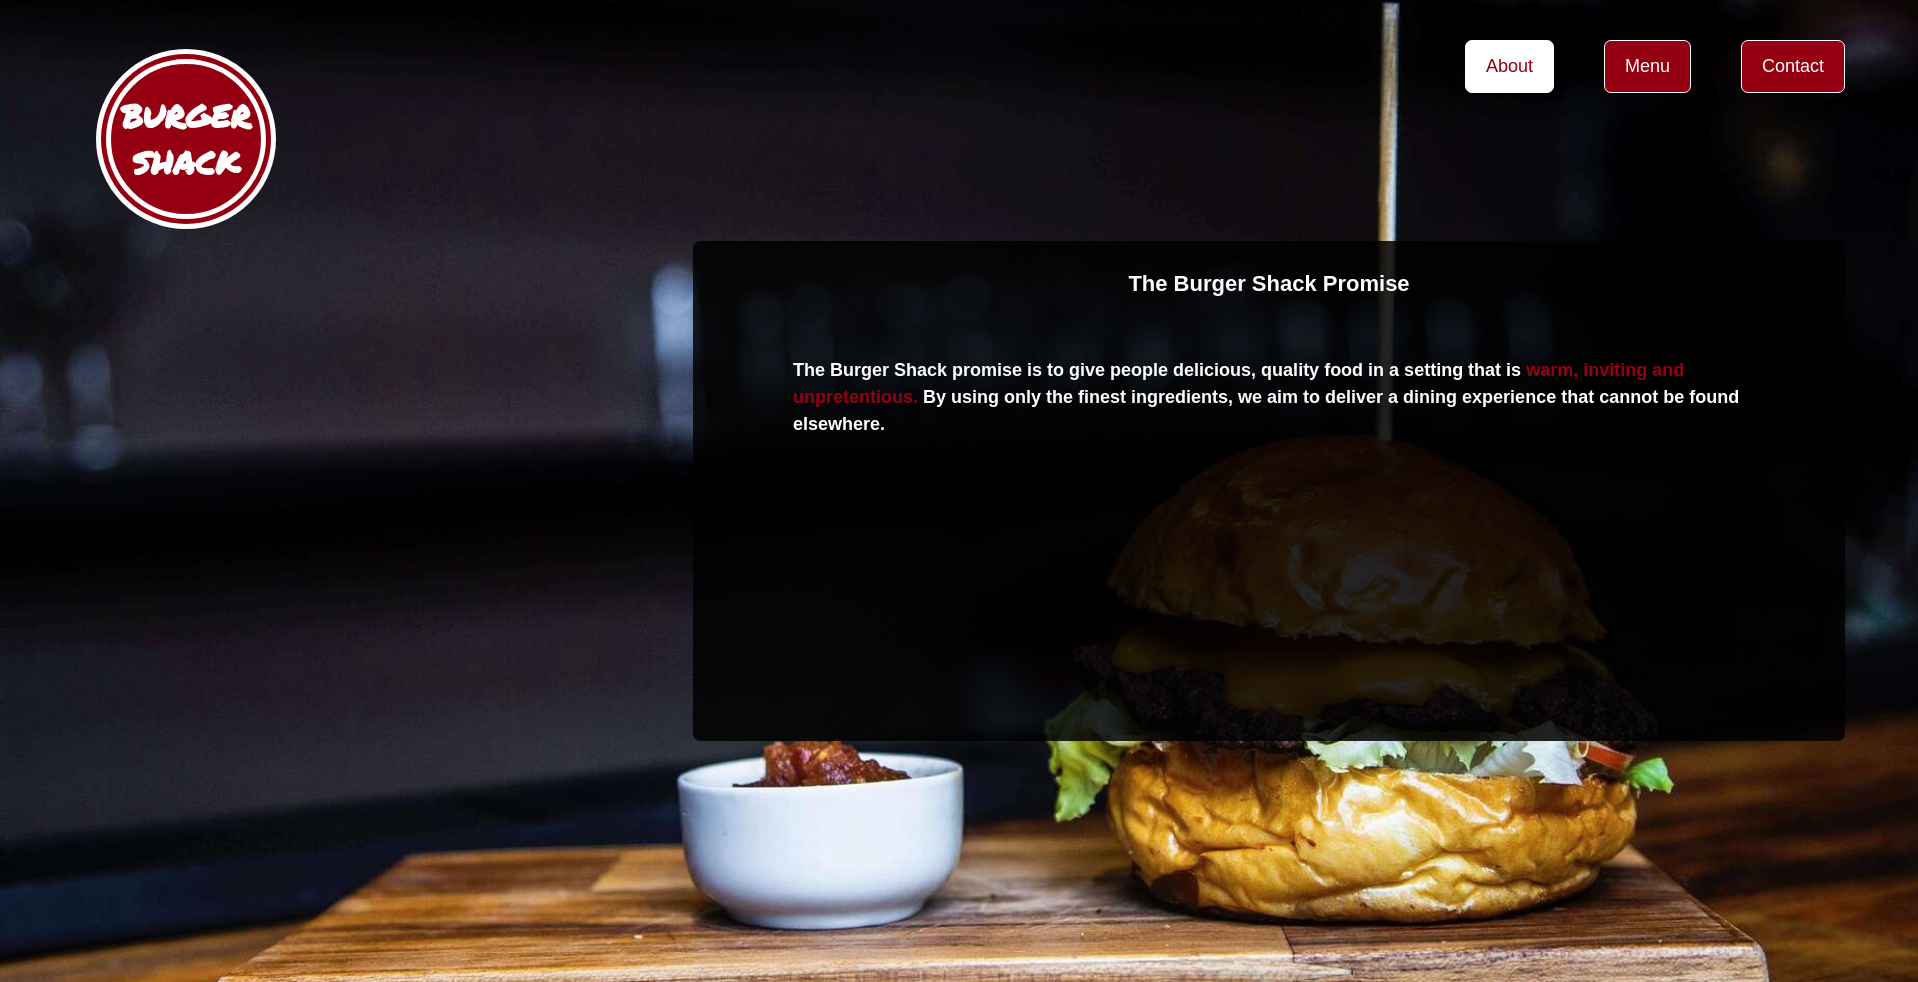 BURGER
SHACK
About
Menu
Contact
The Burger Shack Promise
The Burger Shack promise is to give people delicious, quality food in a setting that is warm, inviting and
unpretentious. By using only the finest ingredients, we aim to deliver a dining experience that cannot be found
elsewhere.